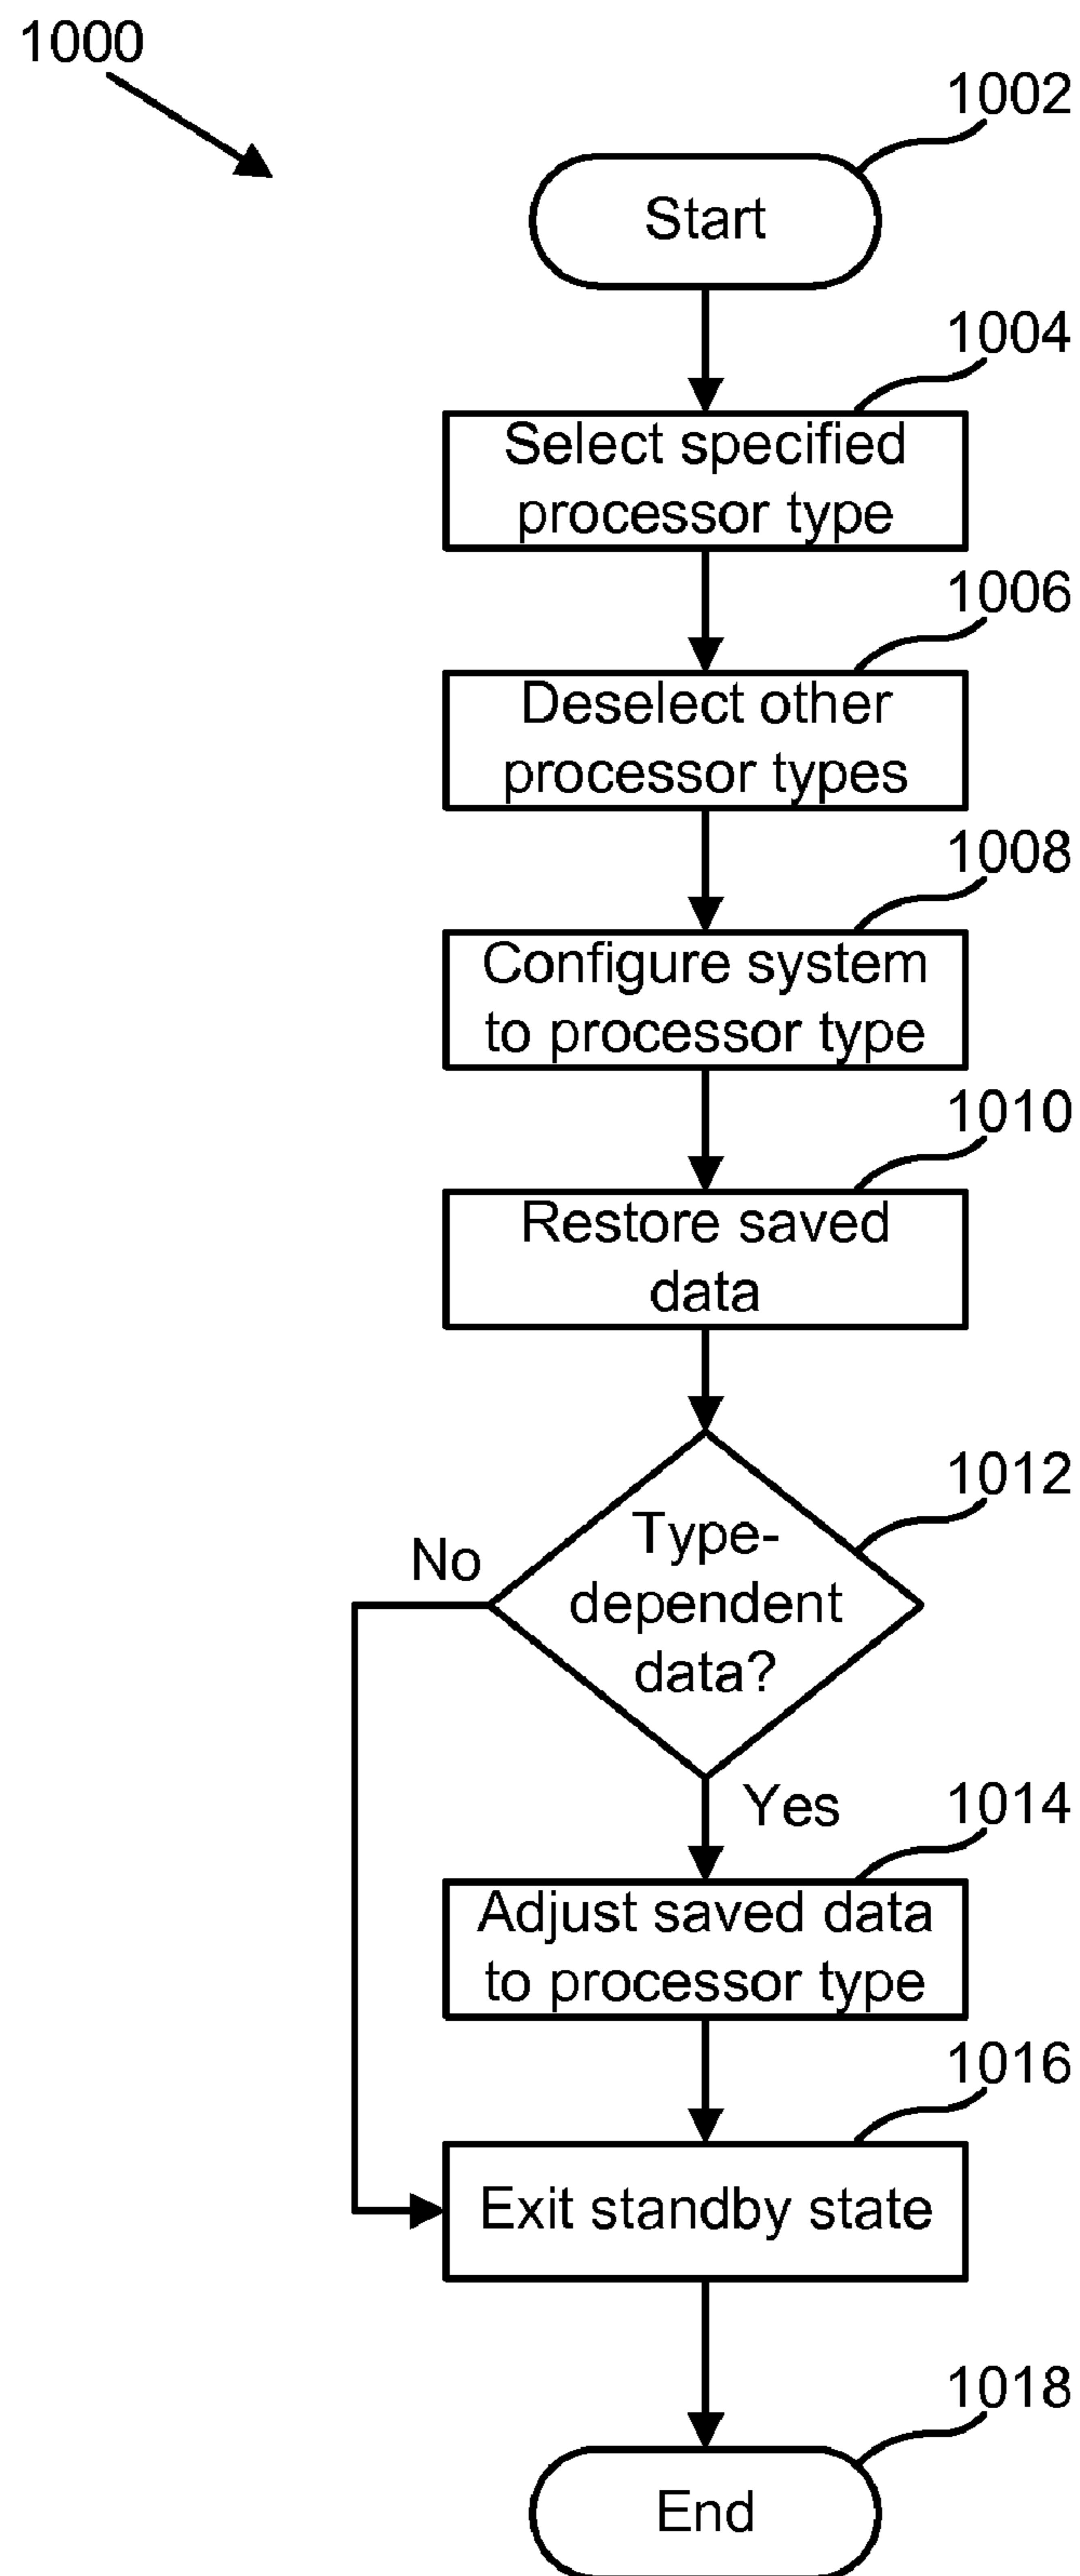 1000
1002
Start
1004
Select specified
processor type
1006
Deselect other
processor types
1008
Configure system
to processor type
1010
Restore saved
data
1012
No
Type-
dependent
data?
Yes
1014
Adjust saved data
to processor type
1016
Exit standby state
1018
End